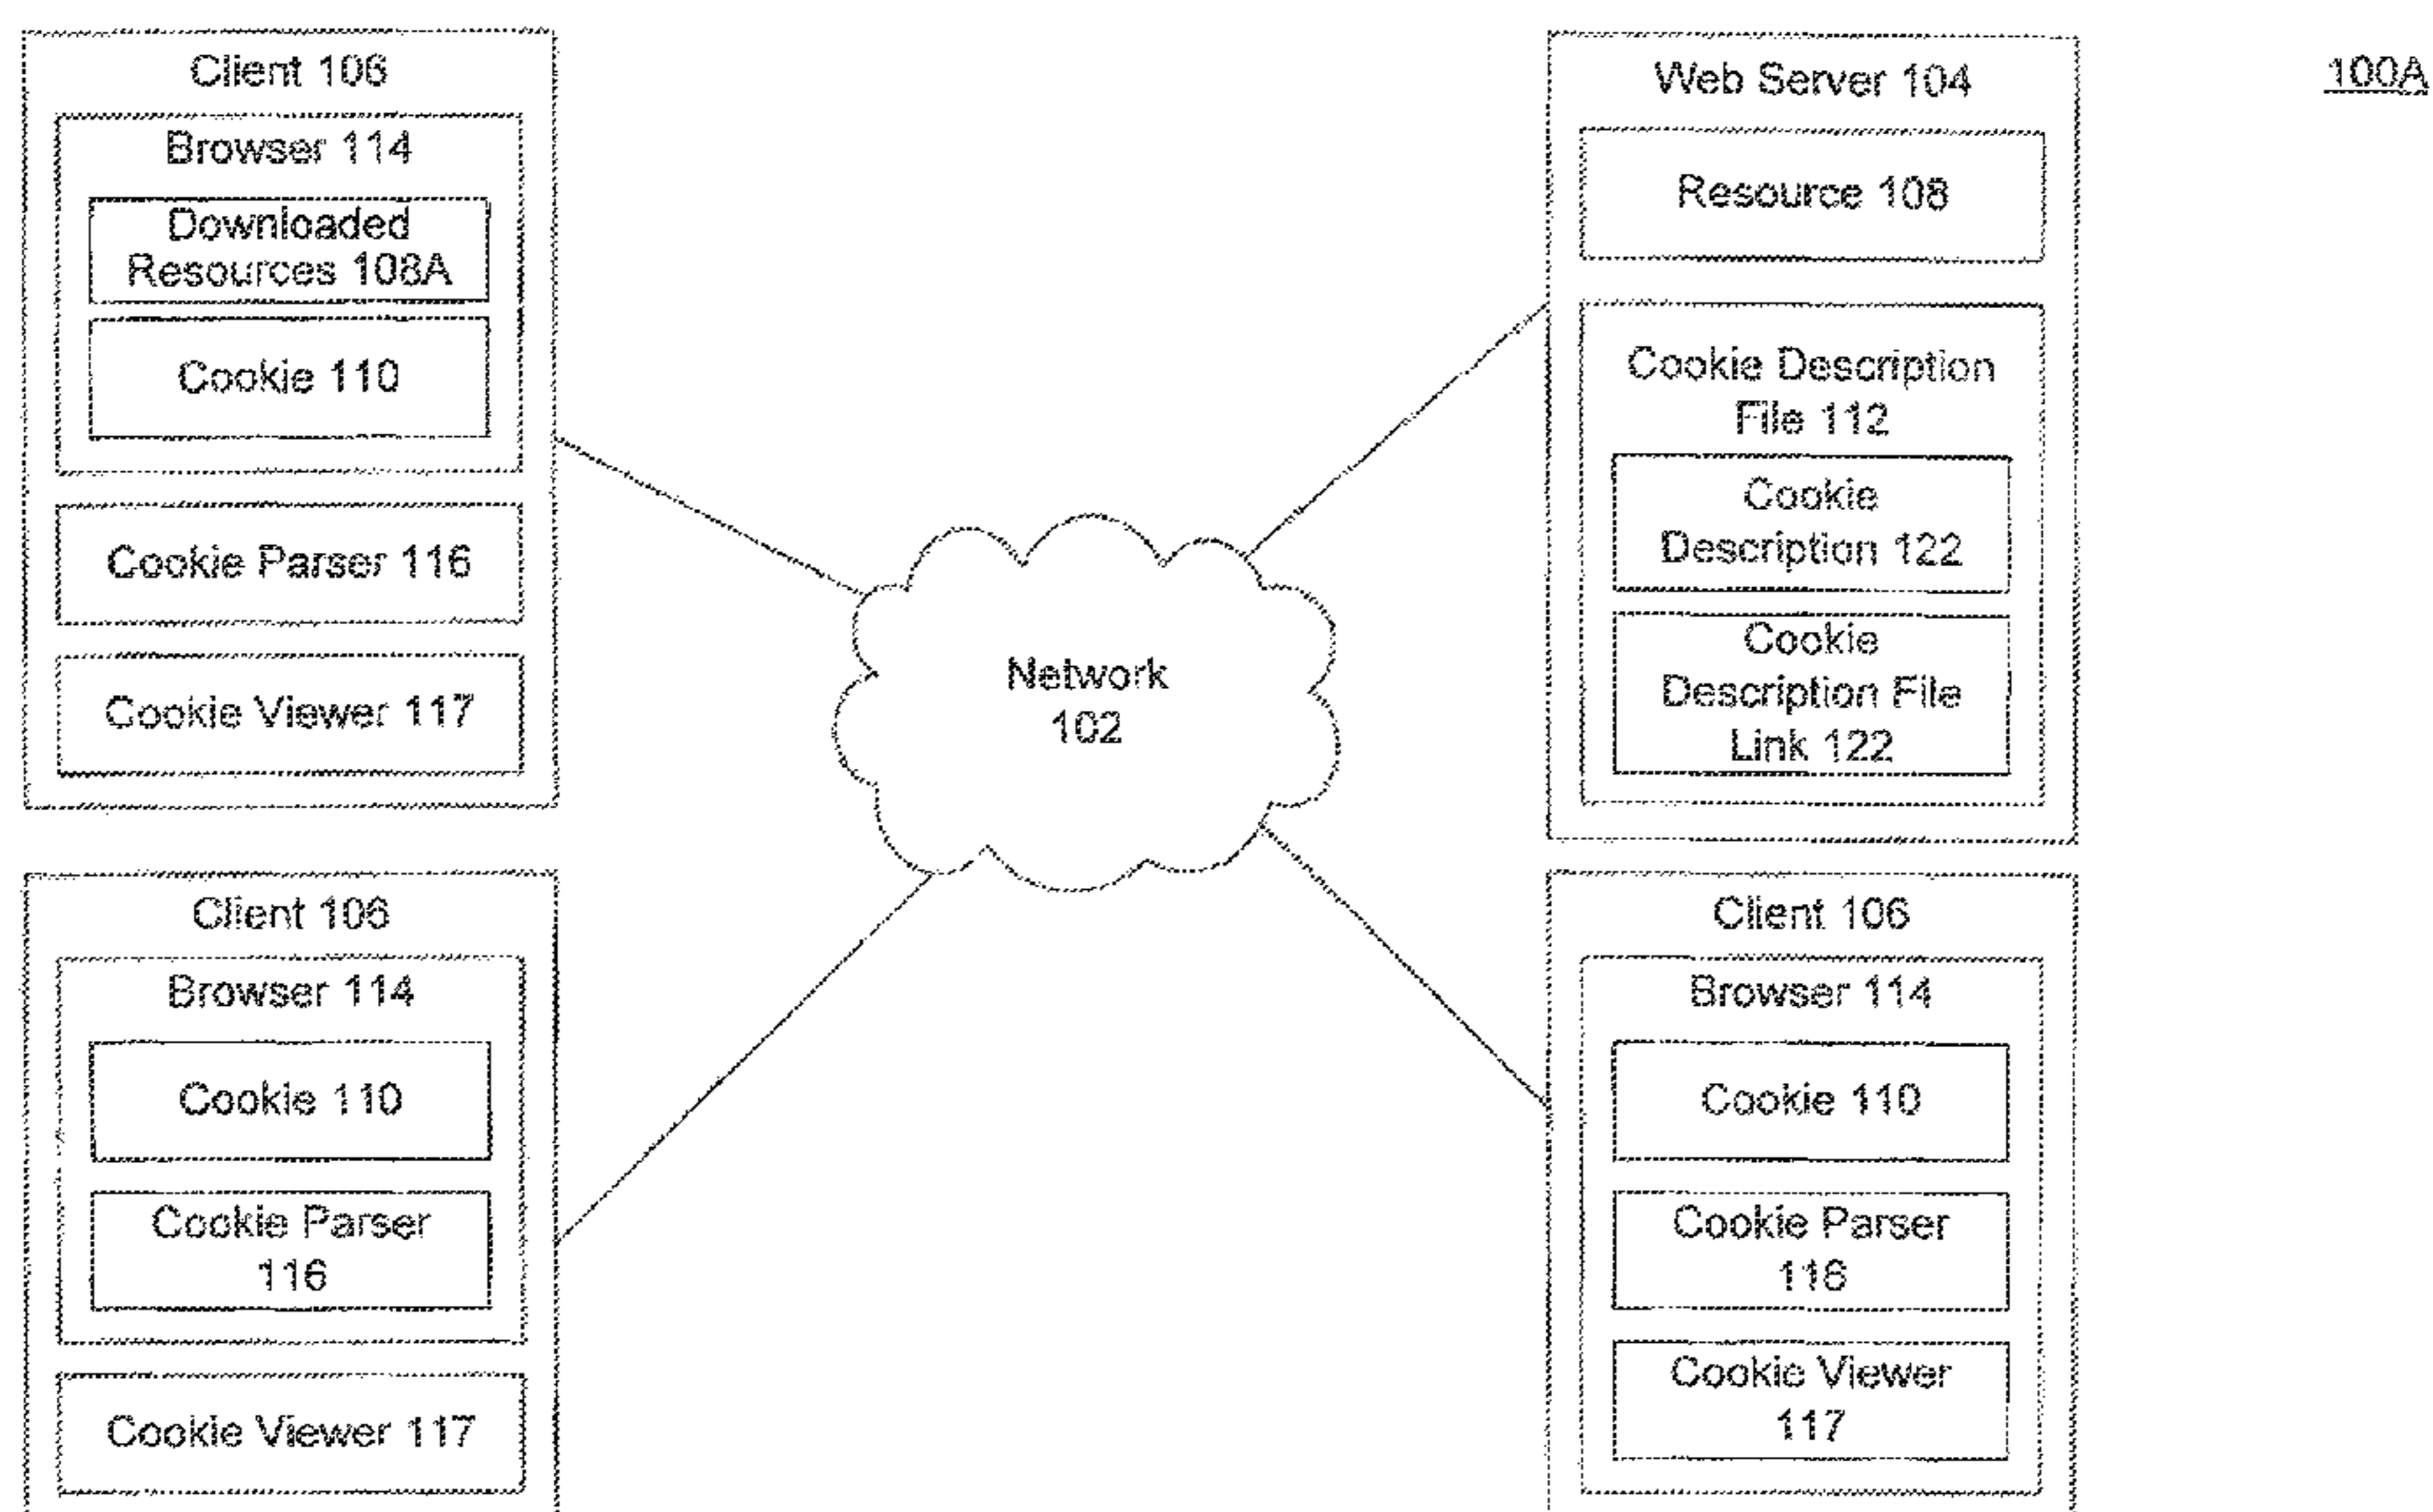 Client 106
Browser 114
Downloaded
Resources 108A
Cookie 110
Cookie Parser 116
Cookie Viewer 117
Web Server 104
Resource 108
Cookie Description
File 112
Cookie
Description 122
Cookie
Description File
Link 122
100A
Network
102
Client 106
Browser 114
Cookie 110
Cookie Parser
116
Cookie Viewer 117
Client 106
Browser 114
Cookie 110
Cookie Parser
116
Cookie Viewer
117